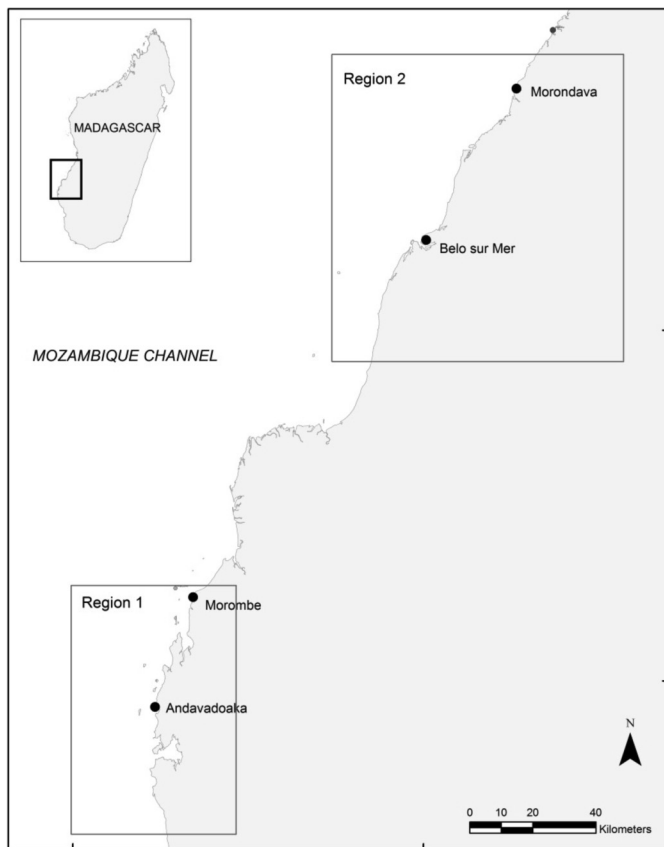 MADAGASCAR
Region 2
Morondava
Belo sur Mer
MOZAMBIQUE CHANNEL
Region 1
Morombe
Andavadoaka
N
0 10 20 40
Kilometers